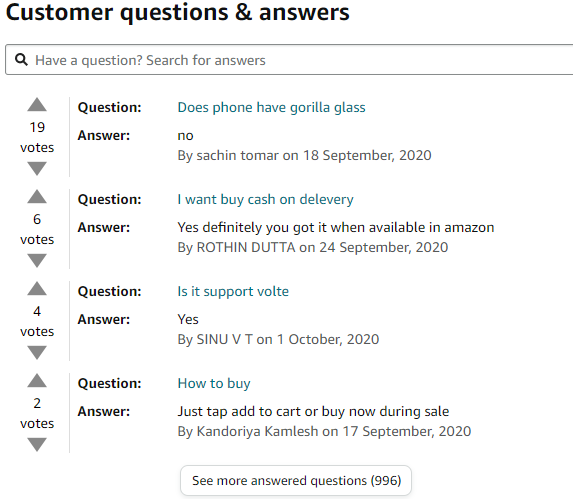 Customer questions & answers
Have a question? Search for answers
19
votes
Question: Does phone have gorilla glass
Answer: no
By sachin tomar on 18 September, 2020
6
votes
Question: I want buy cash on delevery
Answer: Yes definitely you got it when available in amazon
By ROTHIN DUTTA on 24 September, 2020
4
votes
Question: Is it support volte
Answer: Yes
By SINU V T on 1 October, 2020
2
votes
Question: How to buy
Answer: Just tap add to cart or buy now during sale
By Kandoriya Kamlesh on 17 September, 2020
See more answered questions (996)